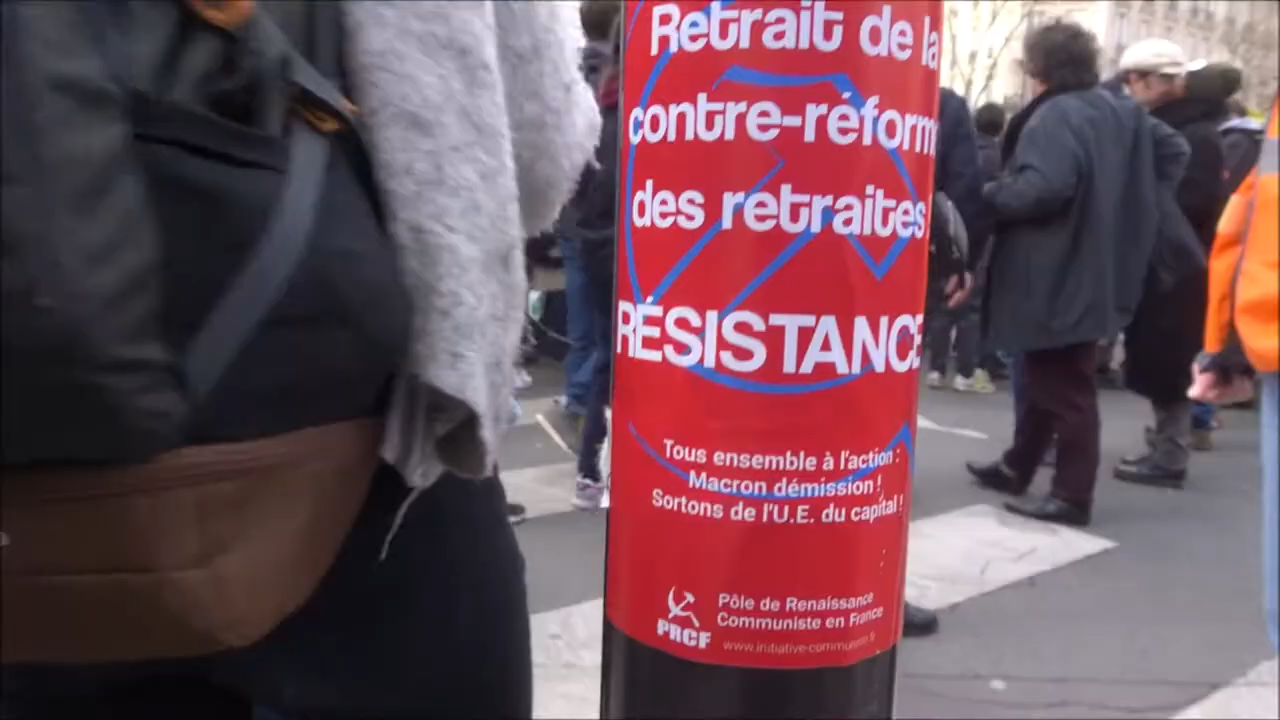 Retrait de la
contre-réform
des retraites
RÉSISTANCE
Tous ensemble à l'action :
Macron démission !
Sortons de l'U.E. du capital !
PRCF
Pôle de Renaissance
Communiste en France